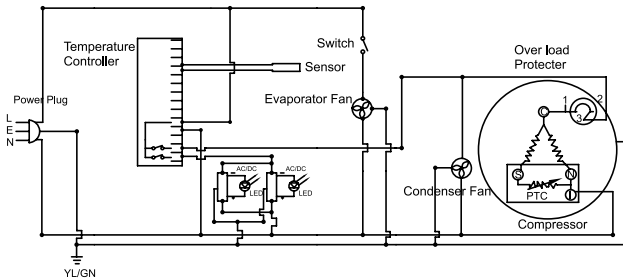 Temperature
Controller
Switch
Over load
Protecter
Sensor
Power Plug
Evaporator Fan
L
E
N
1
2
3
C
AC/DC
LED
AC/DC
LED
Condenser Fan
S
N
PTC
Compressor
YL/GN